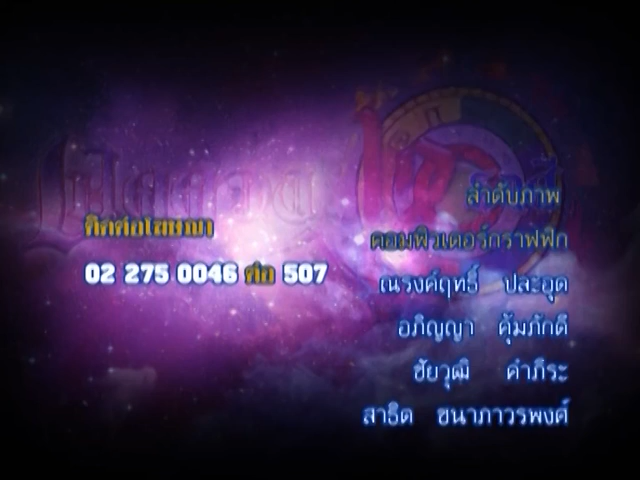 ติดต่อโฆษณา
02 275 0046 ต่อ 507
ลำดับภาพ
คอมพิวเตอร์กราฟฟิก
ณรงค์ฤทธิ์ ปละอุด
อภิญญา คุ้มภักดี
ชัยวุฒิ คำภิระ
สาธิต ชนาภาวรพงศ์